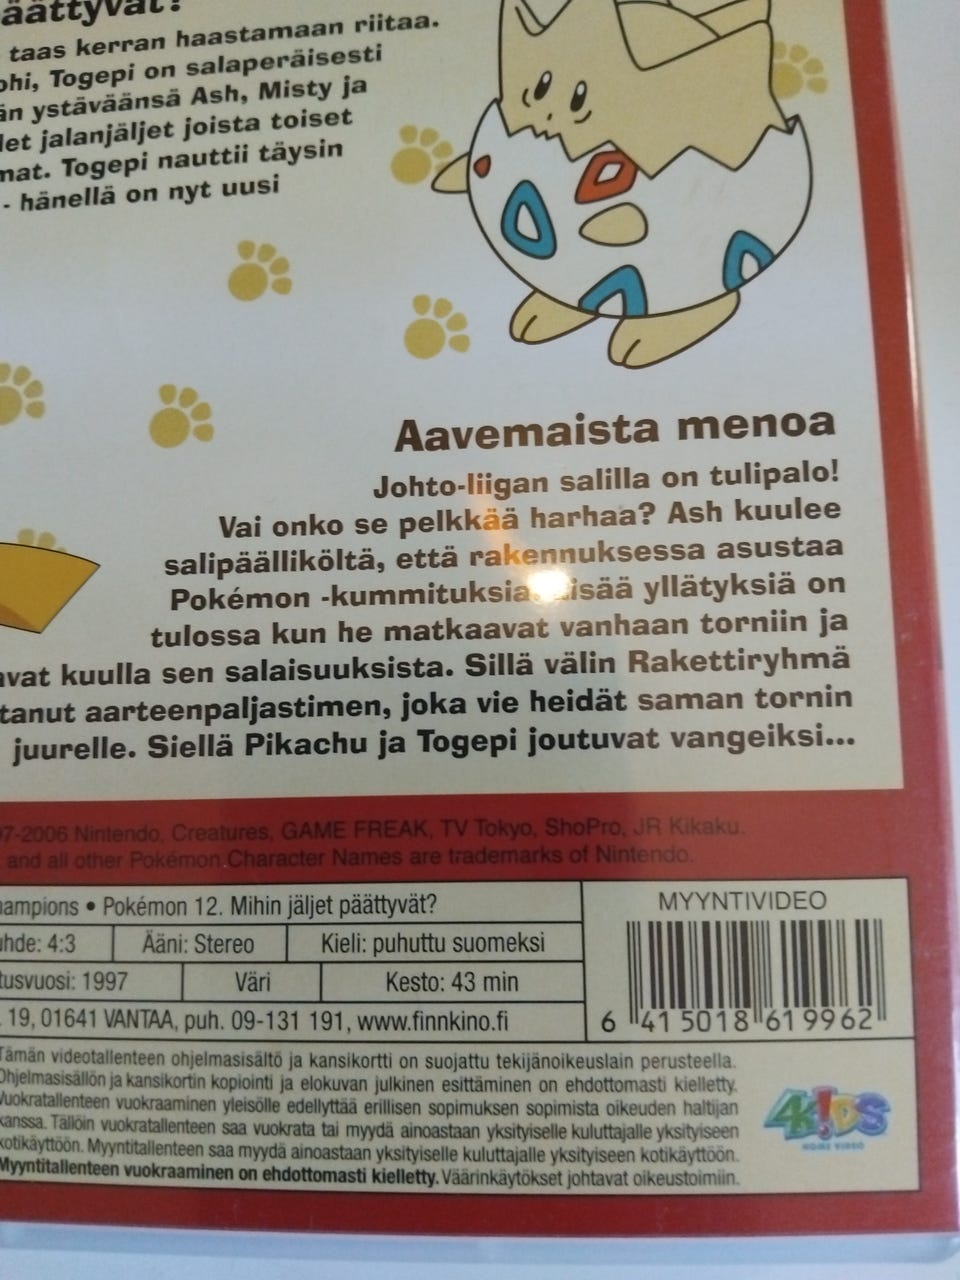 taas kerran haastamaan riitaa.
Togepi on salaperäisesti
ystäväänsä Ash, Misty ja
jalanjäljet joista toiset
Togepi nauttii täysin
- hänellä on nyt uusi
Aavemaista menoa
Johto-liigan salilla on tulipalo!
Vai onko se pelkkää harhaa? Ash kuulee
salipäälliköltä, että rakennuksessa asustaa
Pokémon -kummituksia. yllätyksiä on
tulossa kun he matkaavat vanhaan torniin ja
kuulla sen salaisuuksista. Sillä välin Rakettiryhmä
aarteenpaljastimen, joka vie heidät saman tornin
juurelle. Siellä Pikachu ja Togepi joutuvat vangeiksi...
-2006 Nintendo, Creatures, GAME FREAK, TV Tokyo, ShoPro, JR Kikaku.
and all other Pokémon Character Names are trademarks of Nintendo.
• Pokémon 12. Mihin jäljet päättyvät?
MYYNTIVIDEO
4:3 Ääni: Stereo Kieli: puhuttu suomeksi
1997 Väri Kesto: 43 min
19, 01641 VANTAA, puh. 09-131 191, www.finnkino.fi
6 415018 619962
Tämän videotallenteen ohjelmasisältö ja kansikortti on suojattu tekijänoikeuslain perusteella.
Ohjelmasisällön ja kansikortin kopiointi ja elokuvan julkinen esittäminen on ehdottomasti kielletty.
Vuokratallenteen vuokraaminen yleisölle edellyttää erillisen sopimuksen sopimista oikeuden haltijan
kanssa. Tällöin vuokratallenteen saa vuokrata tai myydä ainoastaan yksityiselle kuluttajalle yksityiseen
kotikäyttöön. Myyntitallenteen saa myydä ainoastaan yksityiselle kuluttajalle yksityiseen kotikäyttöön.
Myyntitallenteen vuokraaminen on ehdottomasti kielletty. Väärinkäytökset johtavat oikeustoimiin.
4K!DS
HOME VIDEO